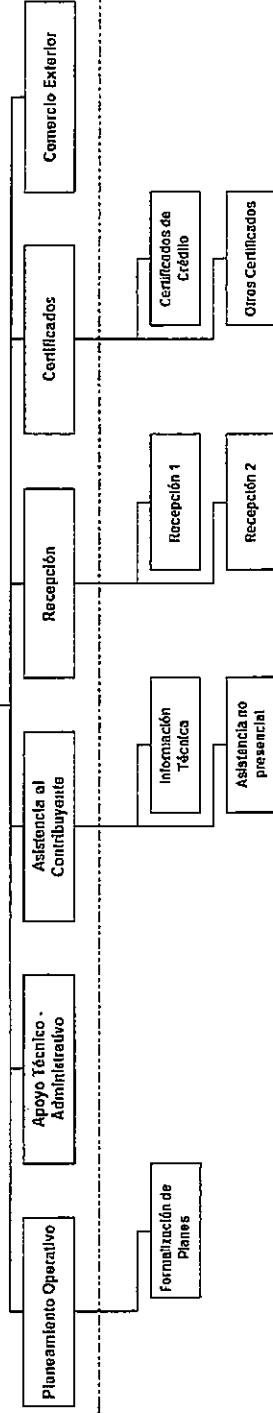 Planeamiento Operativo
Apoyo Técnico -
Administrativo
Asistencia al
Contribuyente
Recepción
Certificados
Comercio Exterior
Formalización de
Planes
Información
Técnica
Asistencia no
presencial
Recepción 1
Recepción 2
Certificados de
Crédito
Otros Certificados